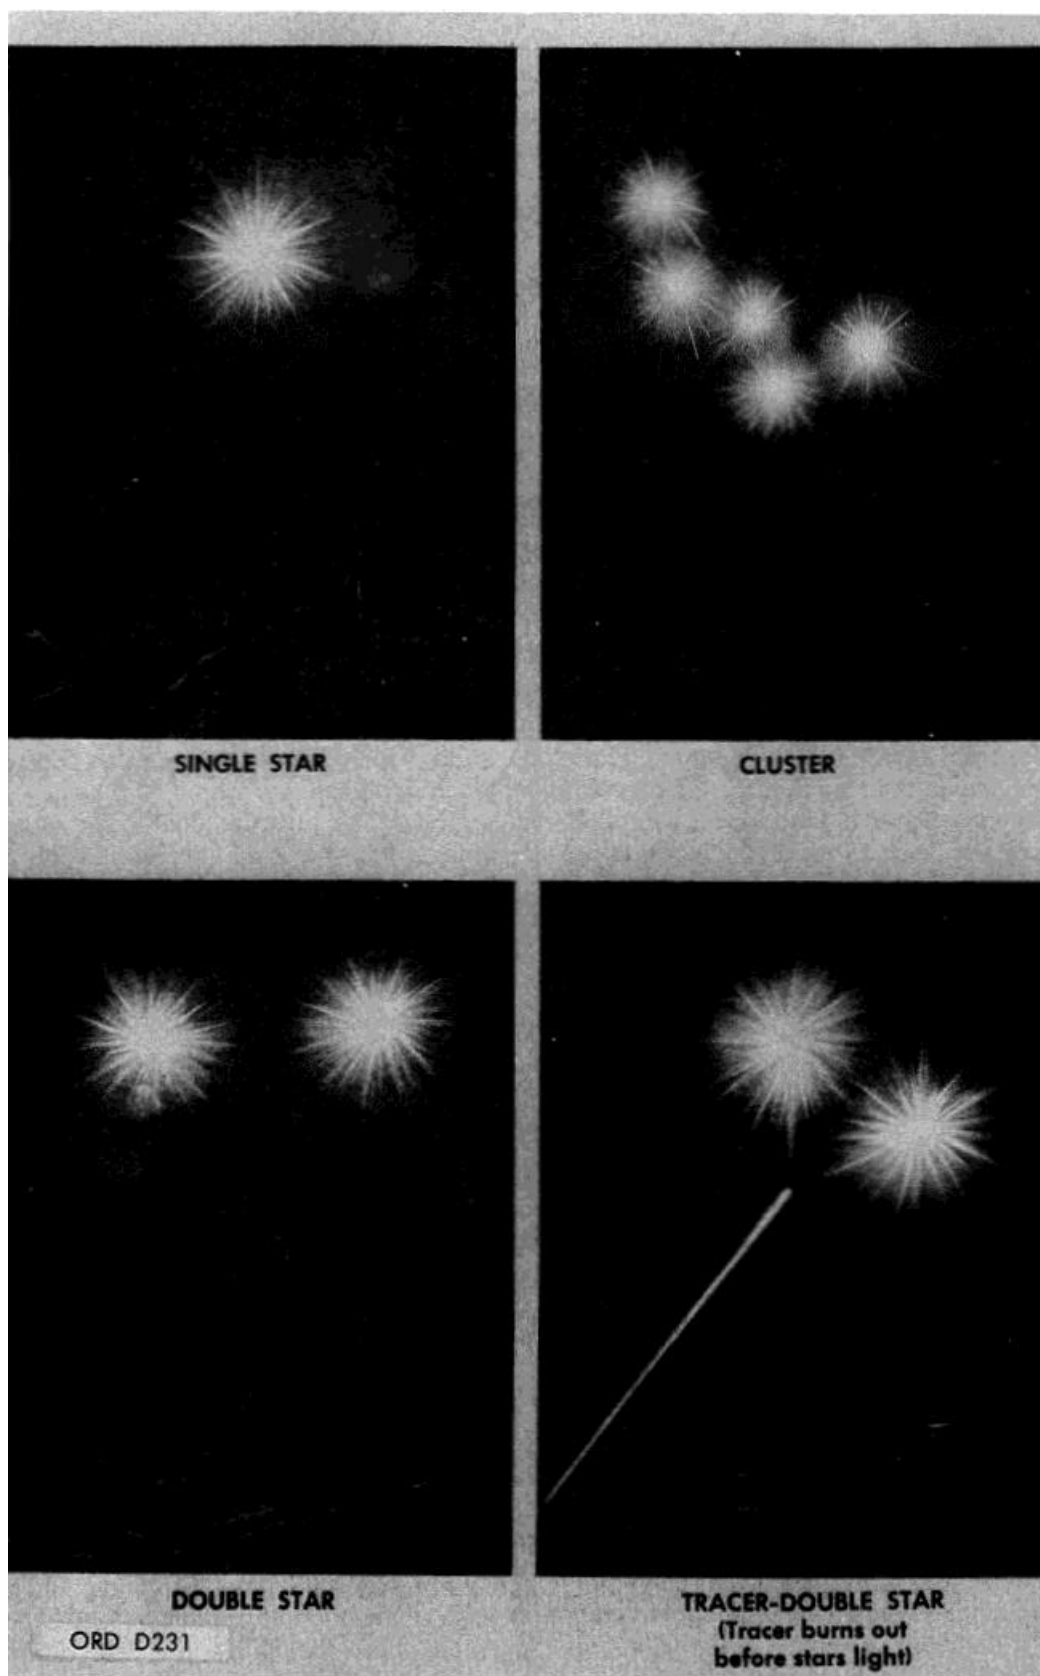 SINGLE STAR
CLUSTER
DOUBLE STAR
ORD D231
TRACER-DOUBLE STAR
(Tracer burns out
before stars light)